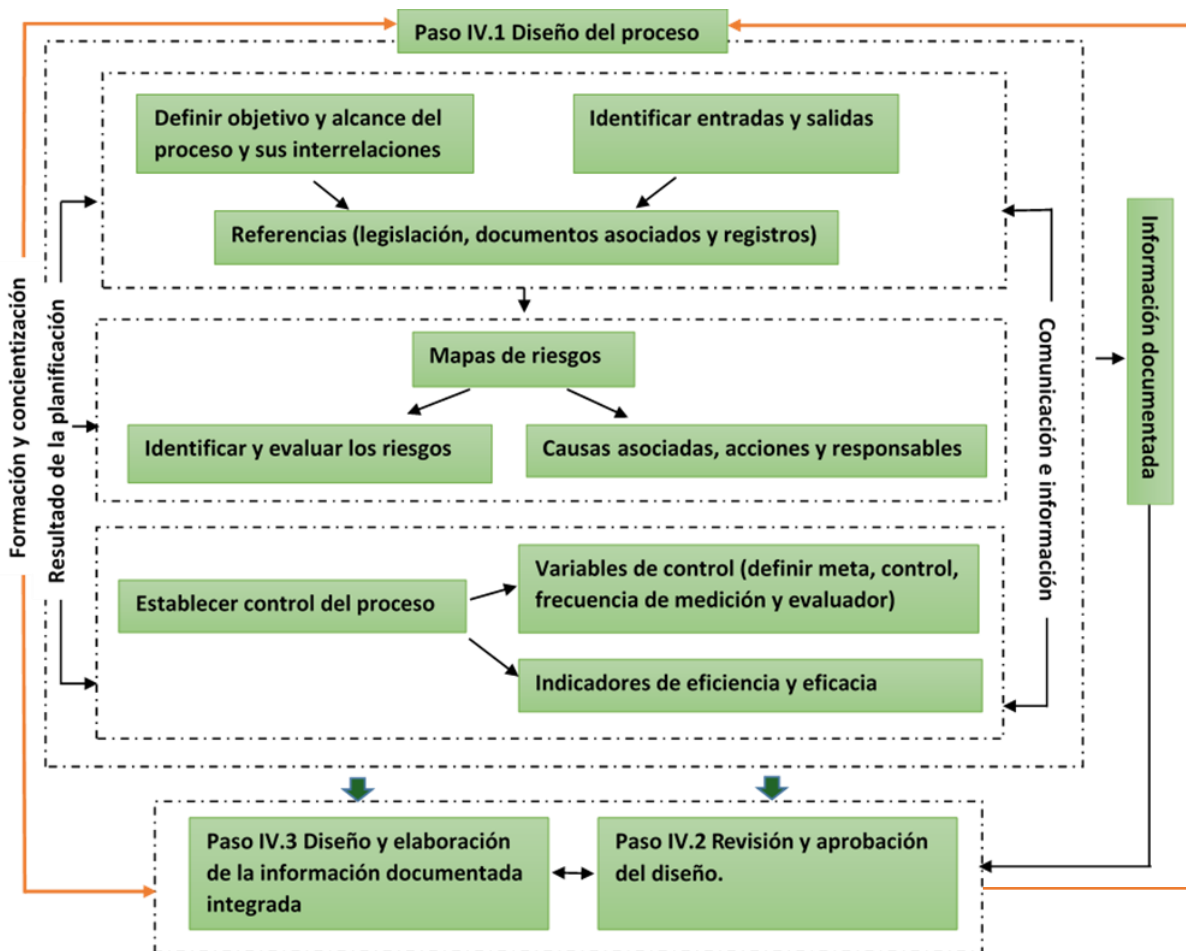 Paso IV.1 Diseño del proceso
Definir objetivo y alcance del
proceso y sus interrelaciones
Identificar entradas y salidas
Referencias (legislación, documentos asociados y registros)
Mapas de riesgos
Identificar y evaluar los riesgos
Causas asociadas, acciones y responsables
Establecer control del proceso
Variables de control (definir meta, control,
frecuencia de medición y evaluador)
Indicadores de eficiencia y eficacia
Formación y concientización
Resultado de la planificación
Comunicación e información
Información documentada
Paso IV.3 Diseño y elaboración
de la información documentada
integrada
Paso IV.2 Revisión y aprobación
del diseño.